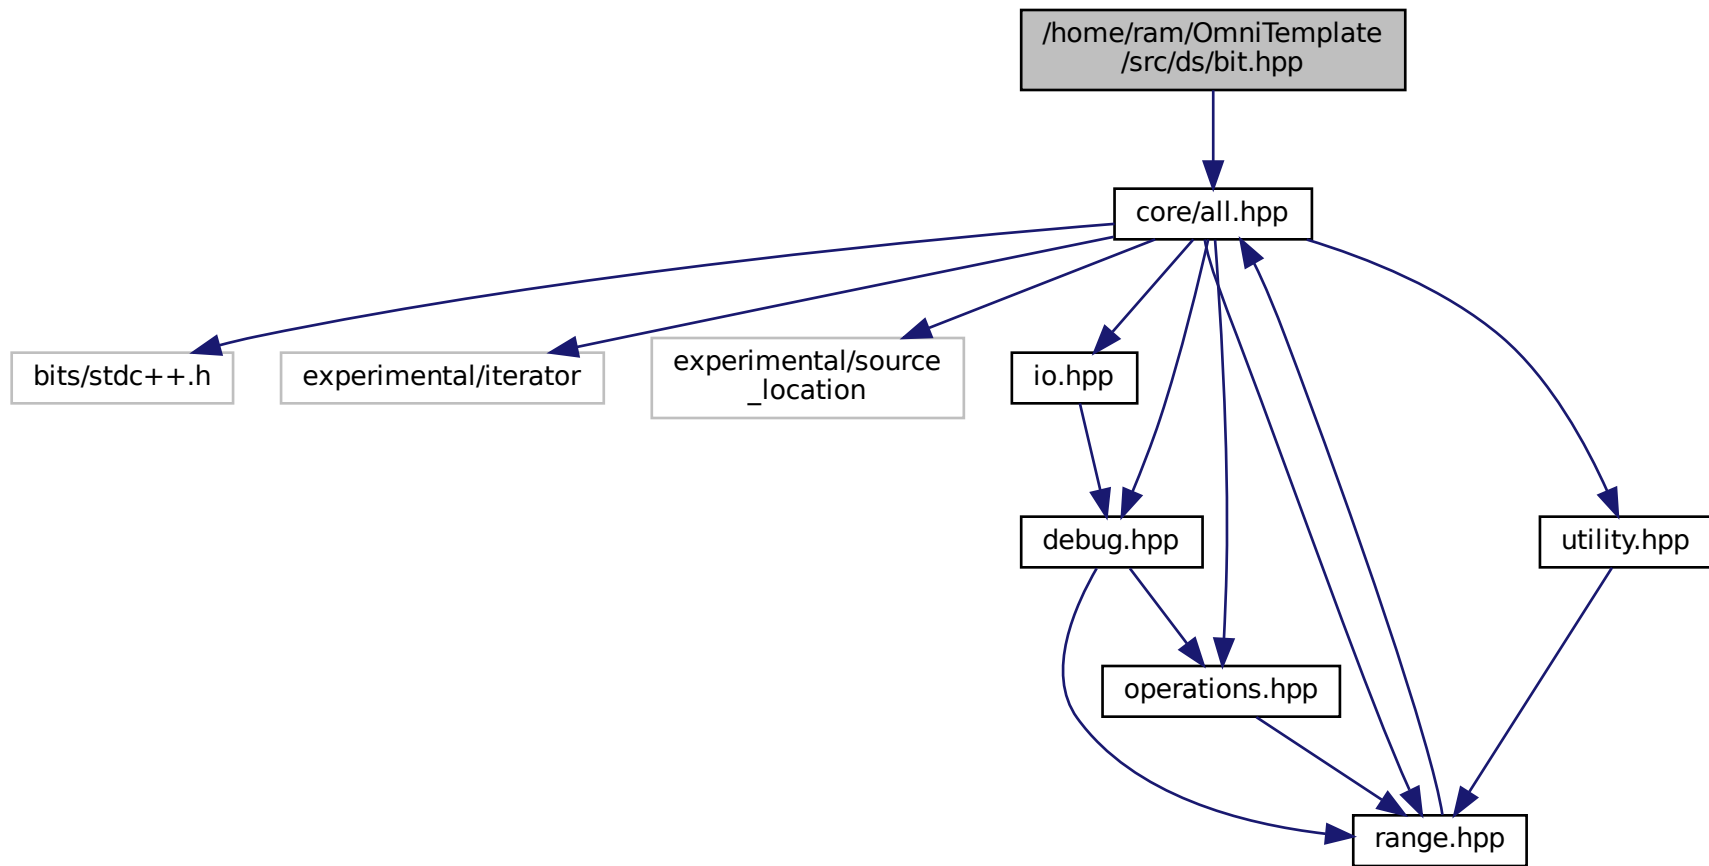 /home/ram/OmniTemplate
/src/ds/bit.hpp
core/all.hpp
bits/stdc++.h
experimental/iterator
experimental/source
_location
io.hpp
debug.hpp
utility.hpp
operations.hpp
range.hpp